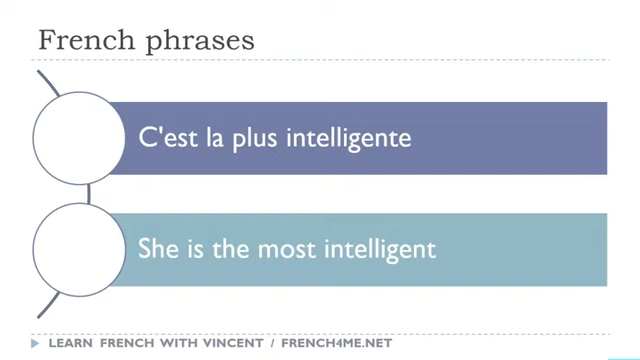 French phrases
C'est la plus intelligente
She is the most intelligent
LEARN FRENCH WITH VINCENT / FRENCH4ME.NET